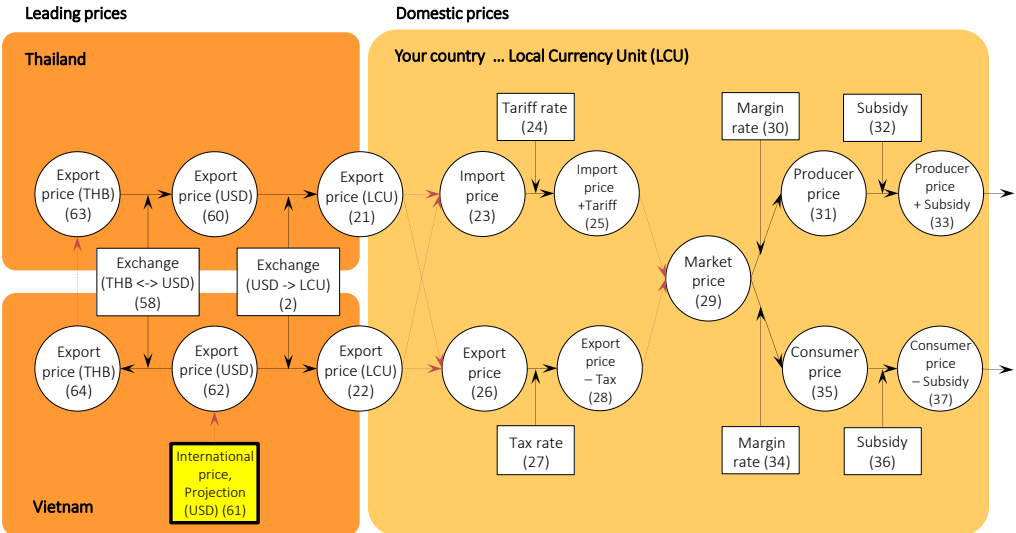 Leading prices
Domestic prices
Thailand
Your country ... Local Currency Unit (LCU)
Tariff rate
(24)
Margin
rate (30)
Subsidy
(32)
Export
price (THB)
(63)
Export
price (USD)
(60)
Export
price (LCU)
(21)
Import
price
(23)
Import
price
+Tariff
(25)
Producer
price
(31)
Producer
price
+ Subsidy
(33)
Exchange
(THB <-> USD)
(58)
Exchange
(USD -> LCU)
(2)
Market
price
(29)
Export
price (THB)
(64)
Export
price (USD)
(62)
Export
price (LCU)
(22)
Export
price
(26)
Export
price
– Tax
(28)
Consumer
price
(35)
Consumer
price
– Subsidy
(37)
International
price,
Projection
(USD) (61)
Tax rate
(27)
Margin
rate (34)
Subsidy
(36)
Vietnam